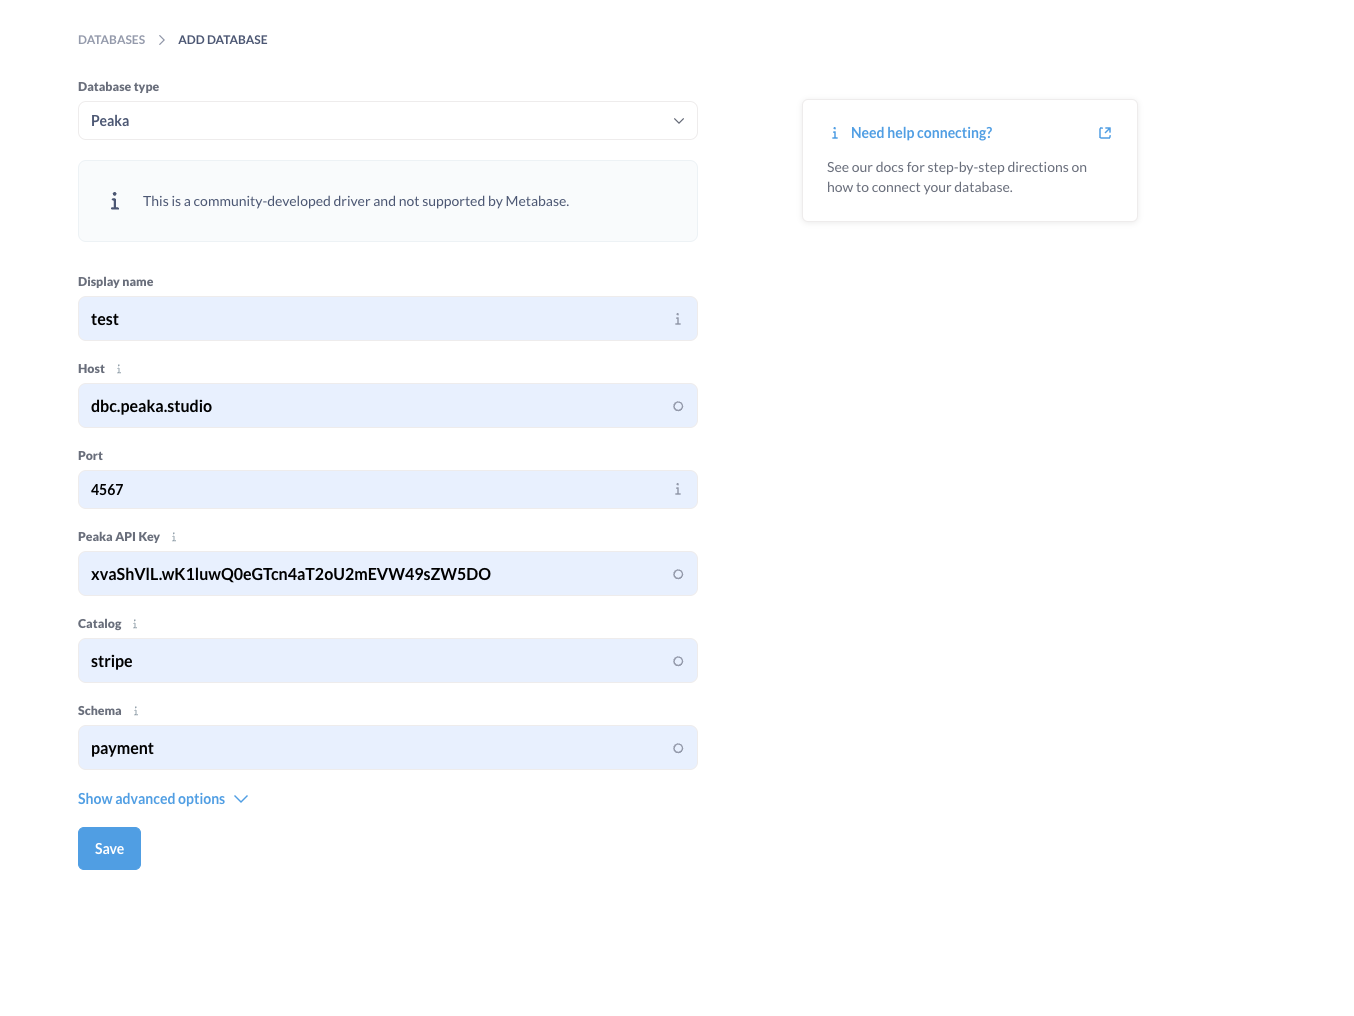 DATABASES > ADD DATABASE
Database type
Peaka
This is a community-developed driver and not supported by Metabase.
Need help connecting?
See our docs for step-by-step directions on
how to connect your database.
Display name
test
Host
dbc.peaka.studio
Port
4567
Peaka API Key
xvaShVlL.wK1luwQ0eGTcn4aT2oU2mEVW49sZW5DO
Catalog
stripe
Schema
payment
Show advanced options
Save